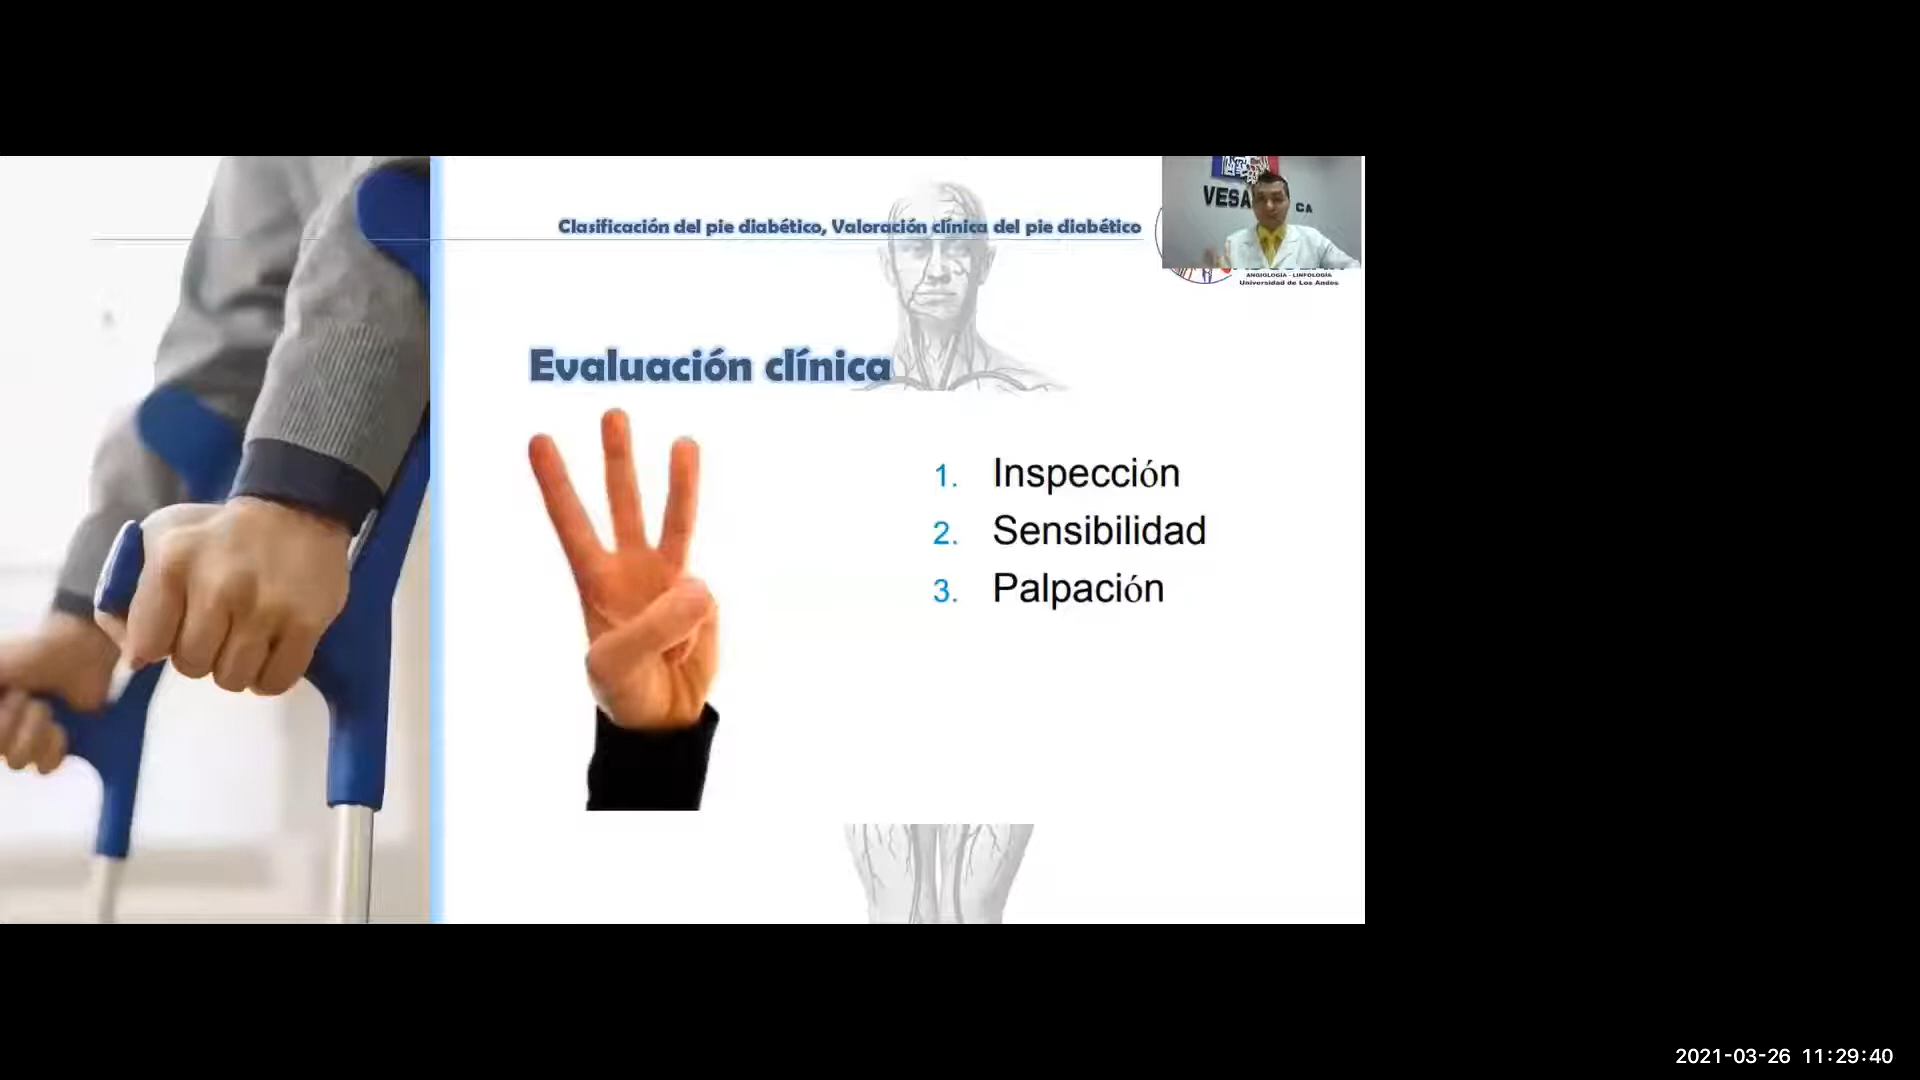 Clasificación del pie diabético, Valoración clínica del pie diabético
CA
ANGIOLOGÍA - LINFOLOGÍA
Universidad de Los Andes
Evaluación clínica
1. Inspección
2. Sensibilidad
3. Palpación
2021-03-26 11:29:40